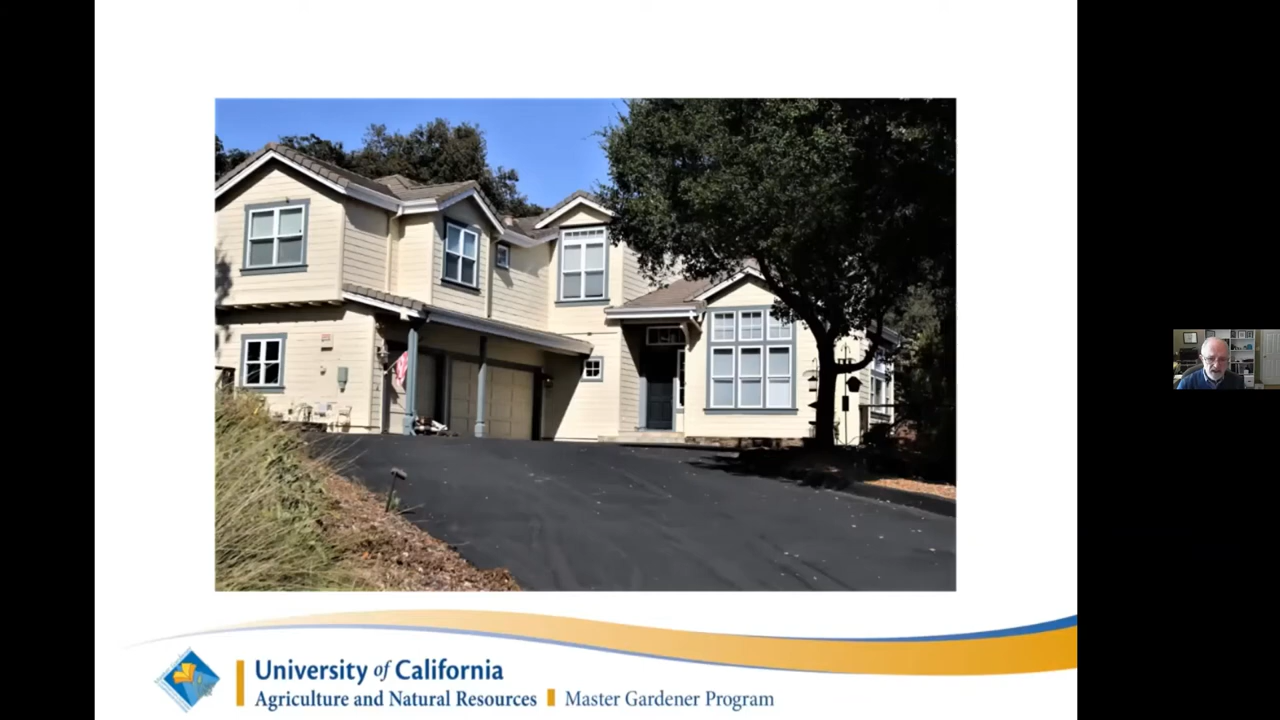 University of California
Agriculture and Natural Resources Master Gardener Program